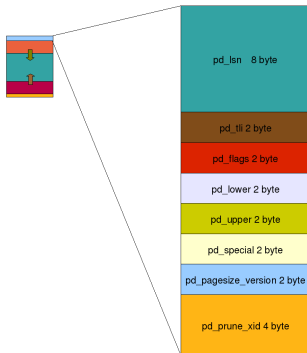 pd_lsn 8 byte
pd_tli 2 byte
pd_flags 2 byte
pd_lower 2 byte
pd_upper 2 byte
pd_special 2 byte
pd_pagesize_version 2 byte
pd_prune_xid 4 byte